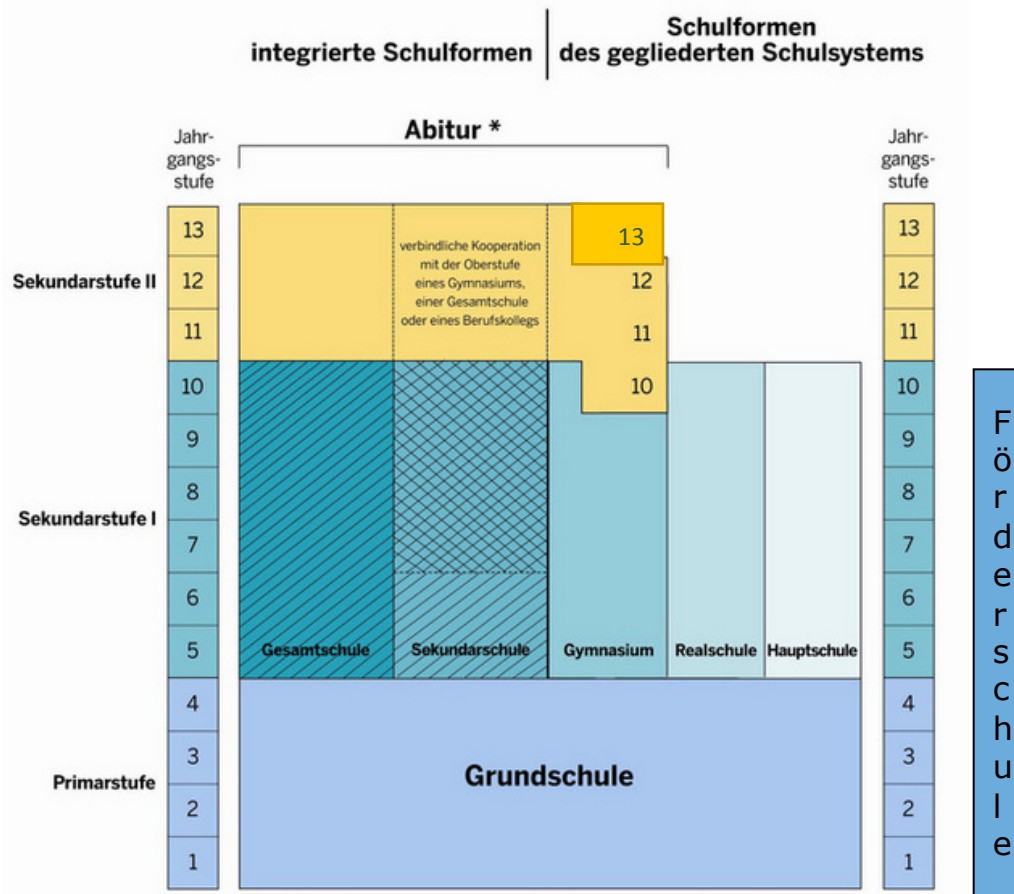 integrierte Schulformen
Schulformen
des gegliederten Schulsystems
Abitur *
Jahr-
gangs-
stufe
Jahr-
gangs-
stufe
Sekundarstufe II
13
12
11
verbindliche Kooperation
mit der Oberstufe
eines Gymnasiums,
einer Gesamtschule
oder eines Berufskollegs
13
12
11
10
13
12
11
Sekundarstufe I
10
9
8
7
6
5
Gesamtschule
Sekundarschule
Gymnasium
Realschule
Hauptschule
10
9
8
7
6
5
Primarstufe
4
3
2
1
Grundschule
4
3
2
1
F
ö
r
d
e
r
s
c
h
u
l
e